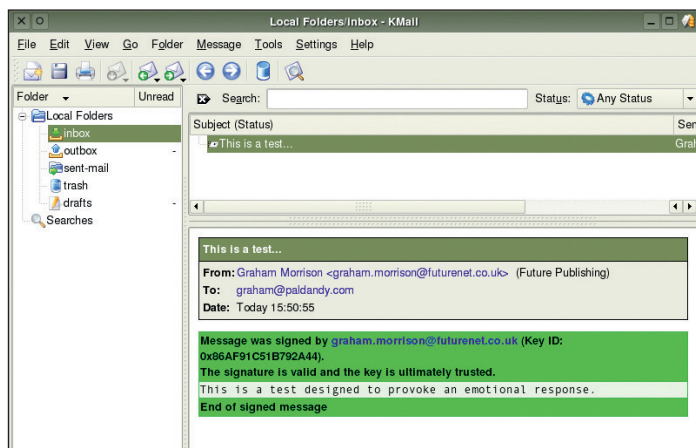 Local Folders/inbox - KMail
File Edit View Go Folder Message Tools Settings Help
Folder Unread
Search:
Status: Any Status
Local Folders
inbox
outbox -
sent-mail
trash
drafts -
Searches
Subject (Status)
This is a test...
This is a test...
From: Graham Morrison <graham.morrison@futurenet.co.uk> (Future Publishing)
To: graham@paldandy.com
Date: Today 15:50:55
Message was signed by graham.morrison@futurenet.co.uk (Key ID:
0x86AF91C51B792A44).
The signature is valid and the key is ultimately trusted.
This is a test designed to provoke an emotional response.
End of signed message